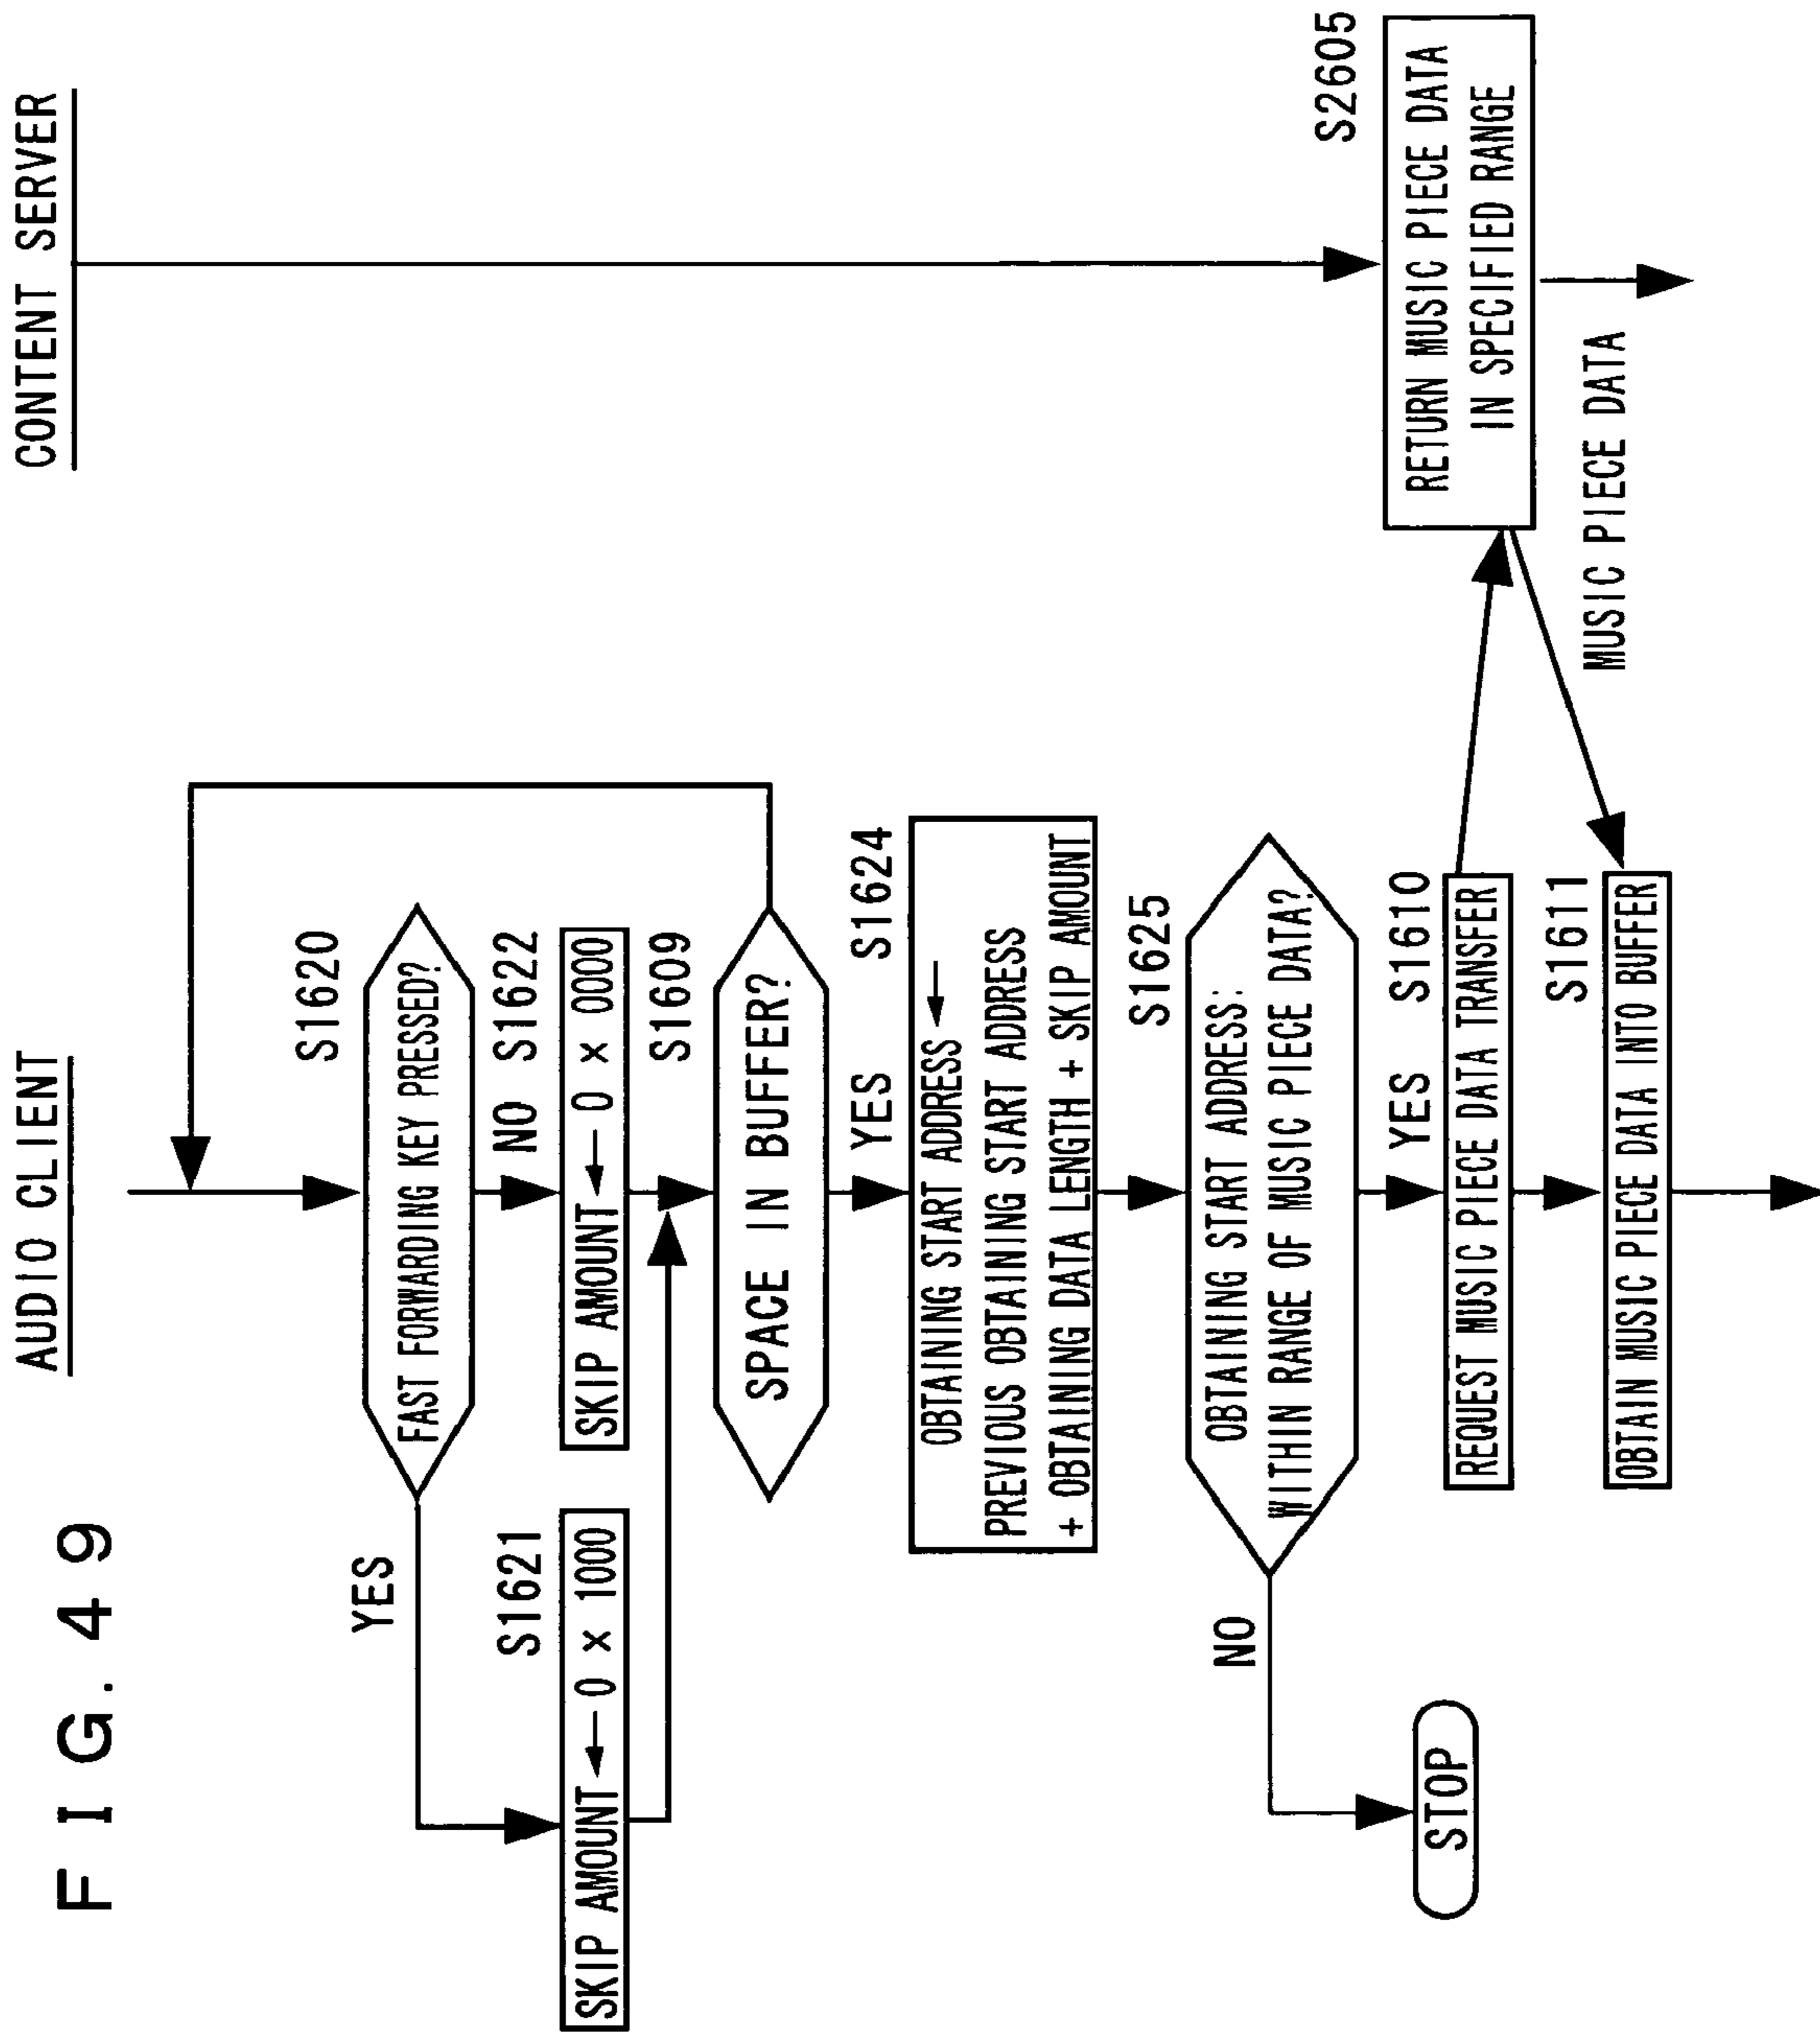 FIG. 49
AUDIO CLIENT
CONTENT SERVER
S1620
FAST FORWARDING KEY PRESSED?
YES
NO
S1622
SKIP AMOUNT ← 0 × 0000
S1621
SKIP AMOUNT ← 0 × 1000
S1609
SPACE IN BUFFER?
YES
S1624
OBTAINING START ADDRESS ←
PREVIOUS OBTAINING START ADDRESS
+ OBTAINING DATA LENGTH + SKIP AMOUNT
S1625
OBTAINING START ADDRESS:
WITHIN RANGE OF MUSIC PIECE DATA?
NO
STOP
YES
S1610
REQUEST MUSIC PIECE DATA TRANSFER
S2605
RETURN MUSIC PIECE DATA
IN SPECIFIED RANGE
MUSIC PIECE DATA
S1611
OBTAIN MUSIC PIECE DATA INTO BUFFER